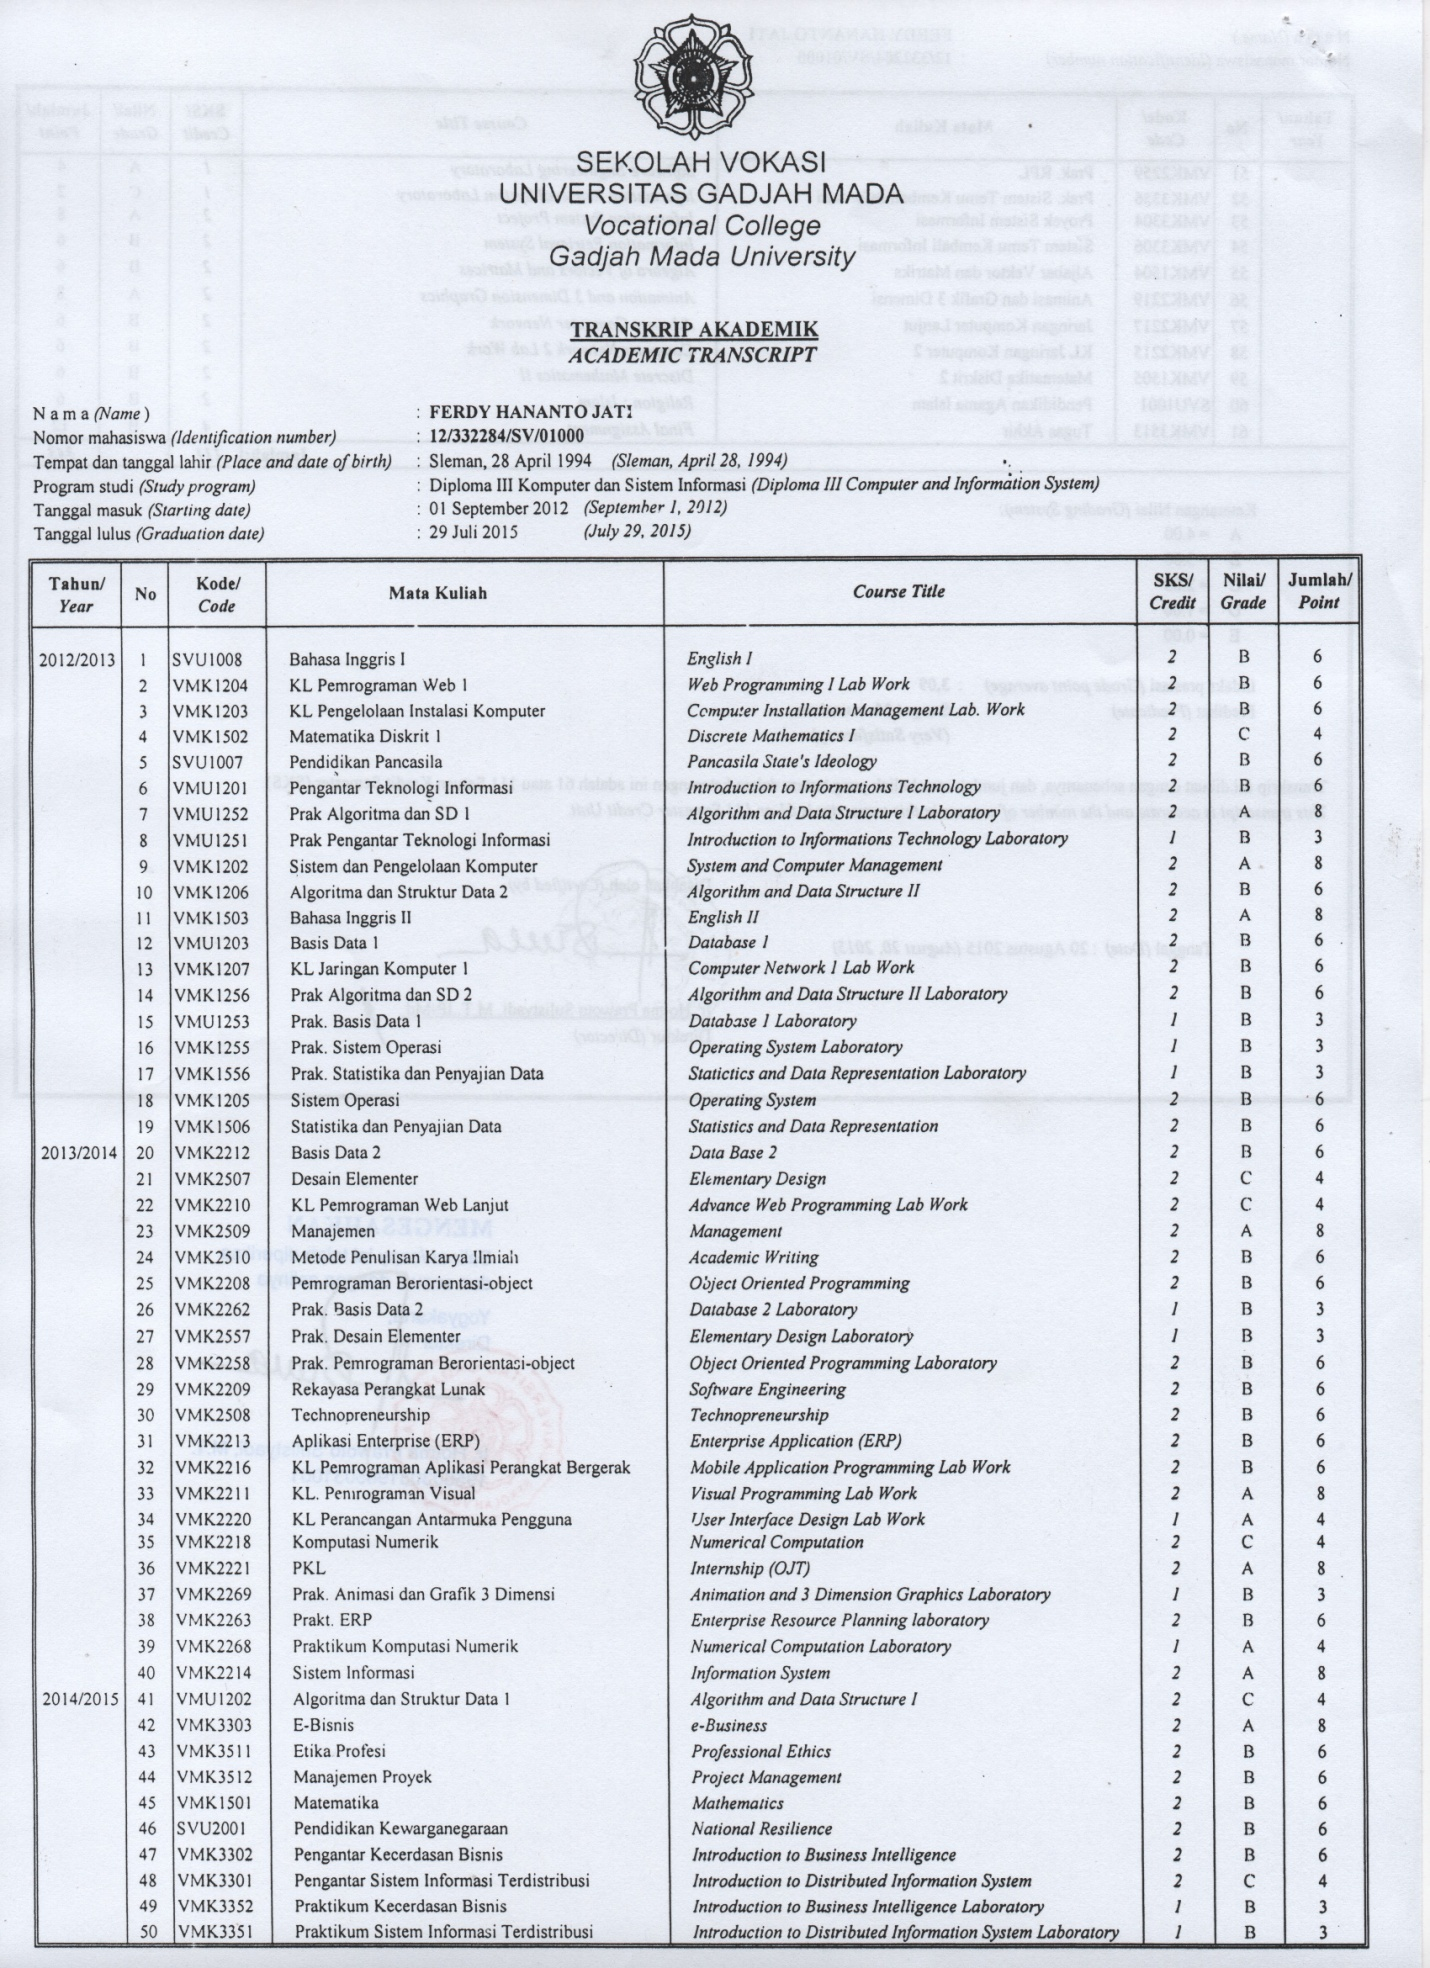 SEKOLAH VOKASI
UNIVERSITAS GADJAH MADA
Vocational College
Gadjah Mada University
TRANSKRIP AKADEMIK
ACADEMIC TRANSCRIPT
N a m a (Name ) : FERDY HANANTO JATI
Nomor mahasiswa (Identification number) : 12/332284/SV/01000
Tempat dan tanggal lahir (Place and date of birth) : Sleman, 28 April 1994 (Sleman, April 28, 1994)
Program studi (Study program) : Diploma III Komputer dan Sistem Informasi (Diploma III Computer and Information System)
Tanggal masuk (Starting date) : 01 September 2012 (September 1, 2012)
Tanggal lulus (Graduation date) : 29 Juli 2015 (July 29, 2015)
Tahun/ No Kode/ Mata Kuliah Course Title SKS/ Nilai/ Jumlah/
Year Code Credit Grade Point
2012/2013 1 SVU1008 Bahasa Inggris I English I 2 B 6
2 VMK1204 KL Pemrograman Web 1 Web Programming I Lab Work 2 B 6
3 VMK1203 KL Pengelolaan Instalasi Komputer Computer Installation Management Lab. Work 2 B 6
4 VMK1502 Matematika Diskrit 1 Discrete Mathematics I 2 C 4
5 SVU1007 Pendidikan Pancasila Pancasila State's Ideology 2 B 6
6 VMU1201 Pengantar Teknologi Informasi Introduction to Informations Technology 2 B 6
7 VMU1252 Prak Algoritma dan SD 1 Algorithm and Data Structure I Laboratory 2 A 8
8 VMU1251 Prak Pengantar Teknologi Informasi Introduction to Informations Technology Laboratory 1 B 3
9 VMK1202 Sistem dan Pengelolaan Komputer System and Computer Management 2 A 8
10 VMK1206 Algoritma dan Struktur Data 2 Algorithm and Data Structure II 2 B 6
11 VMK1503 Bahasa Inggris II English II 2 A 8
12 VMU1203 Basis Data 1 Database 1 2 B 6
13 VMK1207 KL Jaringan Komputer 1 Computer Network 1 Lab Work 2 B 6
14 VMK1256 Prak Algoritma dan SD 2 Algorithm and Data Structure II Laboratory 2 B 6
15 VMU1253 Prak. Basis Data 1 Database 1 Laboratory 1 B 3
16 VMK1255 Prak. Sistem Operasi Operating System Laboratory 1 B 3
17 VMK1556 Prak. Statistika dan Penyajian Data Statictics and Data Representation Laboratory 1 B 3
18 VMK1205 Sistem Operasi Operating System 2 B 6
19 VMK1506 Statistika dan Penyajian Data Statistics and Data Representation 2 B 6
2013/2014 20 VMK2212 Basis Data 2 Data Base 2 2 B 6
21 VMK2507 Desain Elementer Elementary Design 2 C 4
22 VMK2210 KL Pemrograman Web Lanjut Advance Web Programming Lab Work 2 C 4
23 VMK2509 Manajemen Management 2 A 8
24 VMK2510 Metode Penulisan Karya Ilmiah Academic Writing 2 B 6
25 VMK2208 Pemrograman Berorientasi-object Object Oriented Programming 2 B 6
26 VMK2262 Prak. Basis Data 2 Database 2 Laboratory 1 B 3
27 VMK2557 Prak. Desain Elementer Elementary Design Laboratory 1 B 3
28 VMK2258 Prak. Pemrograman Berorientasi-object Object Oriented Programming Laboratory 2 B 6
29 VMK2209 Rekayasa Perangkat Lunak Software Engineering 2 B 6
30 VMK2508 Technopreneurship Technopreneurship 2 B 6
31 VMK2213 Aplikasi Enterprise (ERP) Enterprise Application (ERP) 2 B 6
32 VMK2216 KL Pemrograman Aplikasi Perangkat Bergerak Mobile Application Programming Lab Work 2 B 6
33 VMK2211 KL. Pemrograman Visual Visual Programming Lab Work 2 A 8
34 VMK2220 KL Perancangan Antarmuka Pengguna User Interface Design Lab Work 1 A 4
35 VMK2218 Komputasi Numerik Numerical Computation 2 C 4
36 VMK2221 PKL Internship (OJT) 2 A 8
37 VMK2269 Prak. Animasi dan Grafik 3 Dimensi Animation and 3 Dimension Graphics Laboratory 1 B 3
38 VMK2263 Prakt. ERP Enterprise Resource Planning laboratory 2 B 6
39 VMK2268 Praktikum Komputasi Numerik Numerical Computation Laboratory 1 A 4
40 VMK2214 Sistem Informasi Information System 2 A 8
2014/2015 41 VMU1202 Algoritma dan Struktur Data 1 Algorithm and Data Structure I 2 C 4
42 VMK3303 E-Bisnis e-Business 2 A 8
43 VMK3511 Etika Profesi Professional Ethics 2 B 6
44 VMK3512 Manajemen Proyek Project Management 2 B 6
45 VMK1501 Matematika Mathematics 2 B 6
46 SVU2001 Pendidikan Kewarganegaraan National Resilience 2 B 6
47 VMK3302 Pengantar Kecerdasan Bisnis Introduction to Business Intelligence 2 B 6
48 VMK3301 Pengantar Sistem Informasi Terdistribusi Introduction to Distributed Information System 2 C 4
49 VMK3352 Praktikum Kecerdasan Bisnis Introduction to Business Intelligence Laboratory 1 B 3
50 VMK3351 Praktikum Sistem Informasi Terdistribusi Introduction to Distributed Information System Laboratory 1 B 3